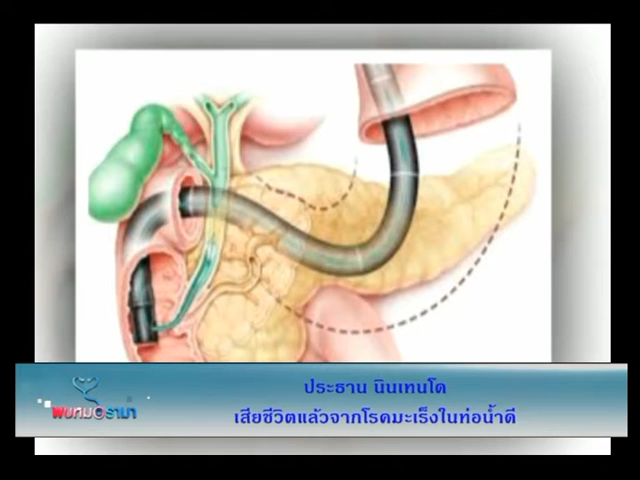 ประธาน นินเทนโด
พบหมอรามา
เสียชีวิตแล้วจากโรคมะเร็งในท่อน้ำดี